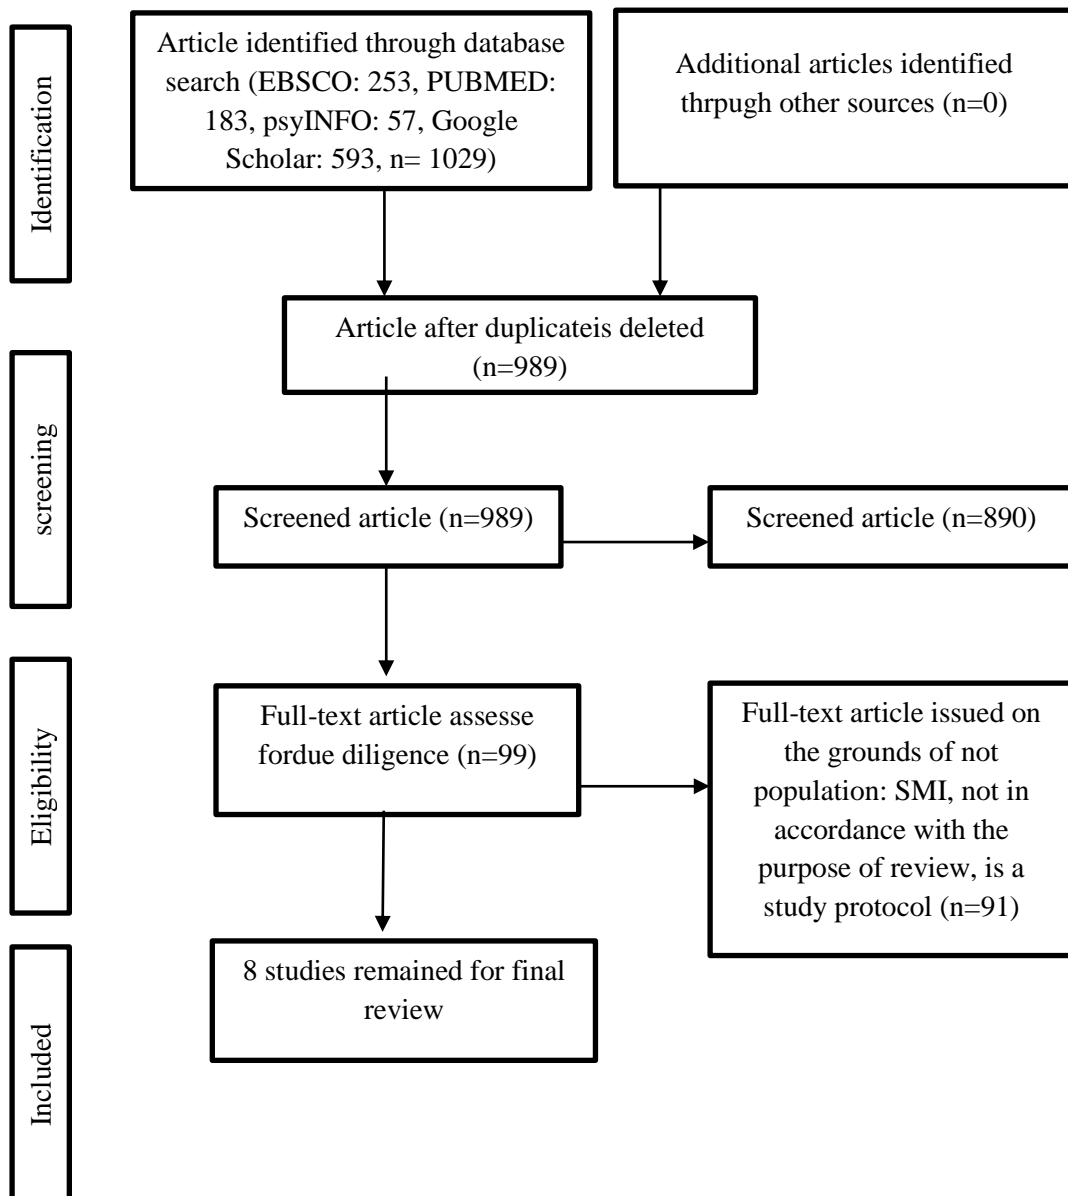 Identification
Article identified through database
search (EBSCO: 253, PUBMED:
183, psyINFO: 57, Google
Scholar: 593, n= 1029)
Additional articles identified
thrpugh other sources (n=0)
Article after duplicateis deleted
(n=989)
screening
Screened article (n=989)
Screened article (n=890)
Eligibility
Full-text article assesse
fordue diligence (n=99)
Full-text article issued on
the grounds of not
population: SMI, not in
accordance with the
purpose of review, is a
study protocol (n=91)
Included
8 studies remained for final
review